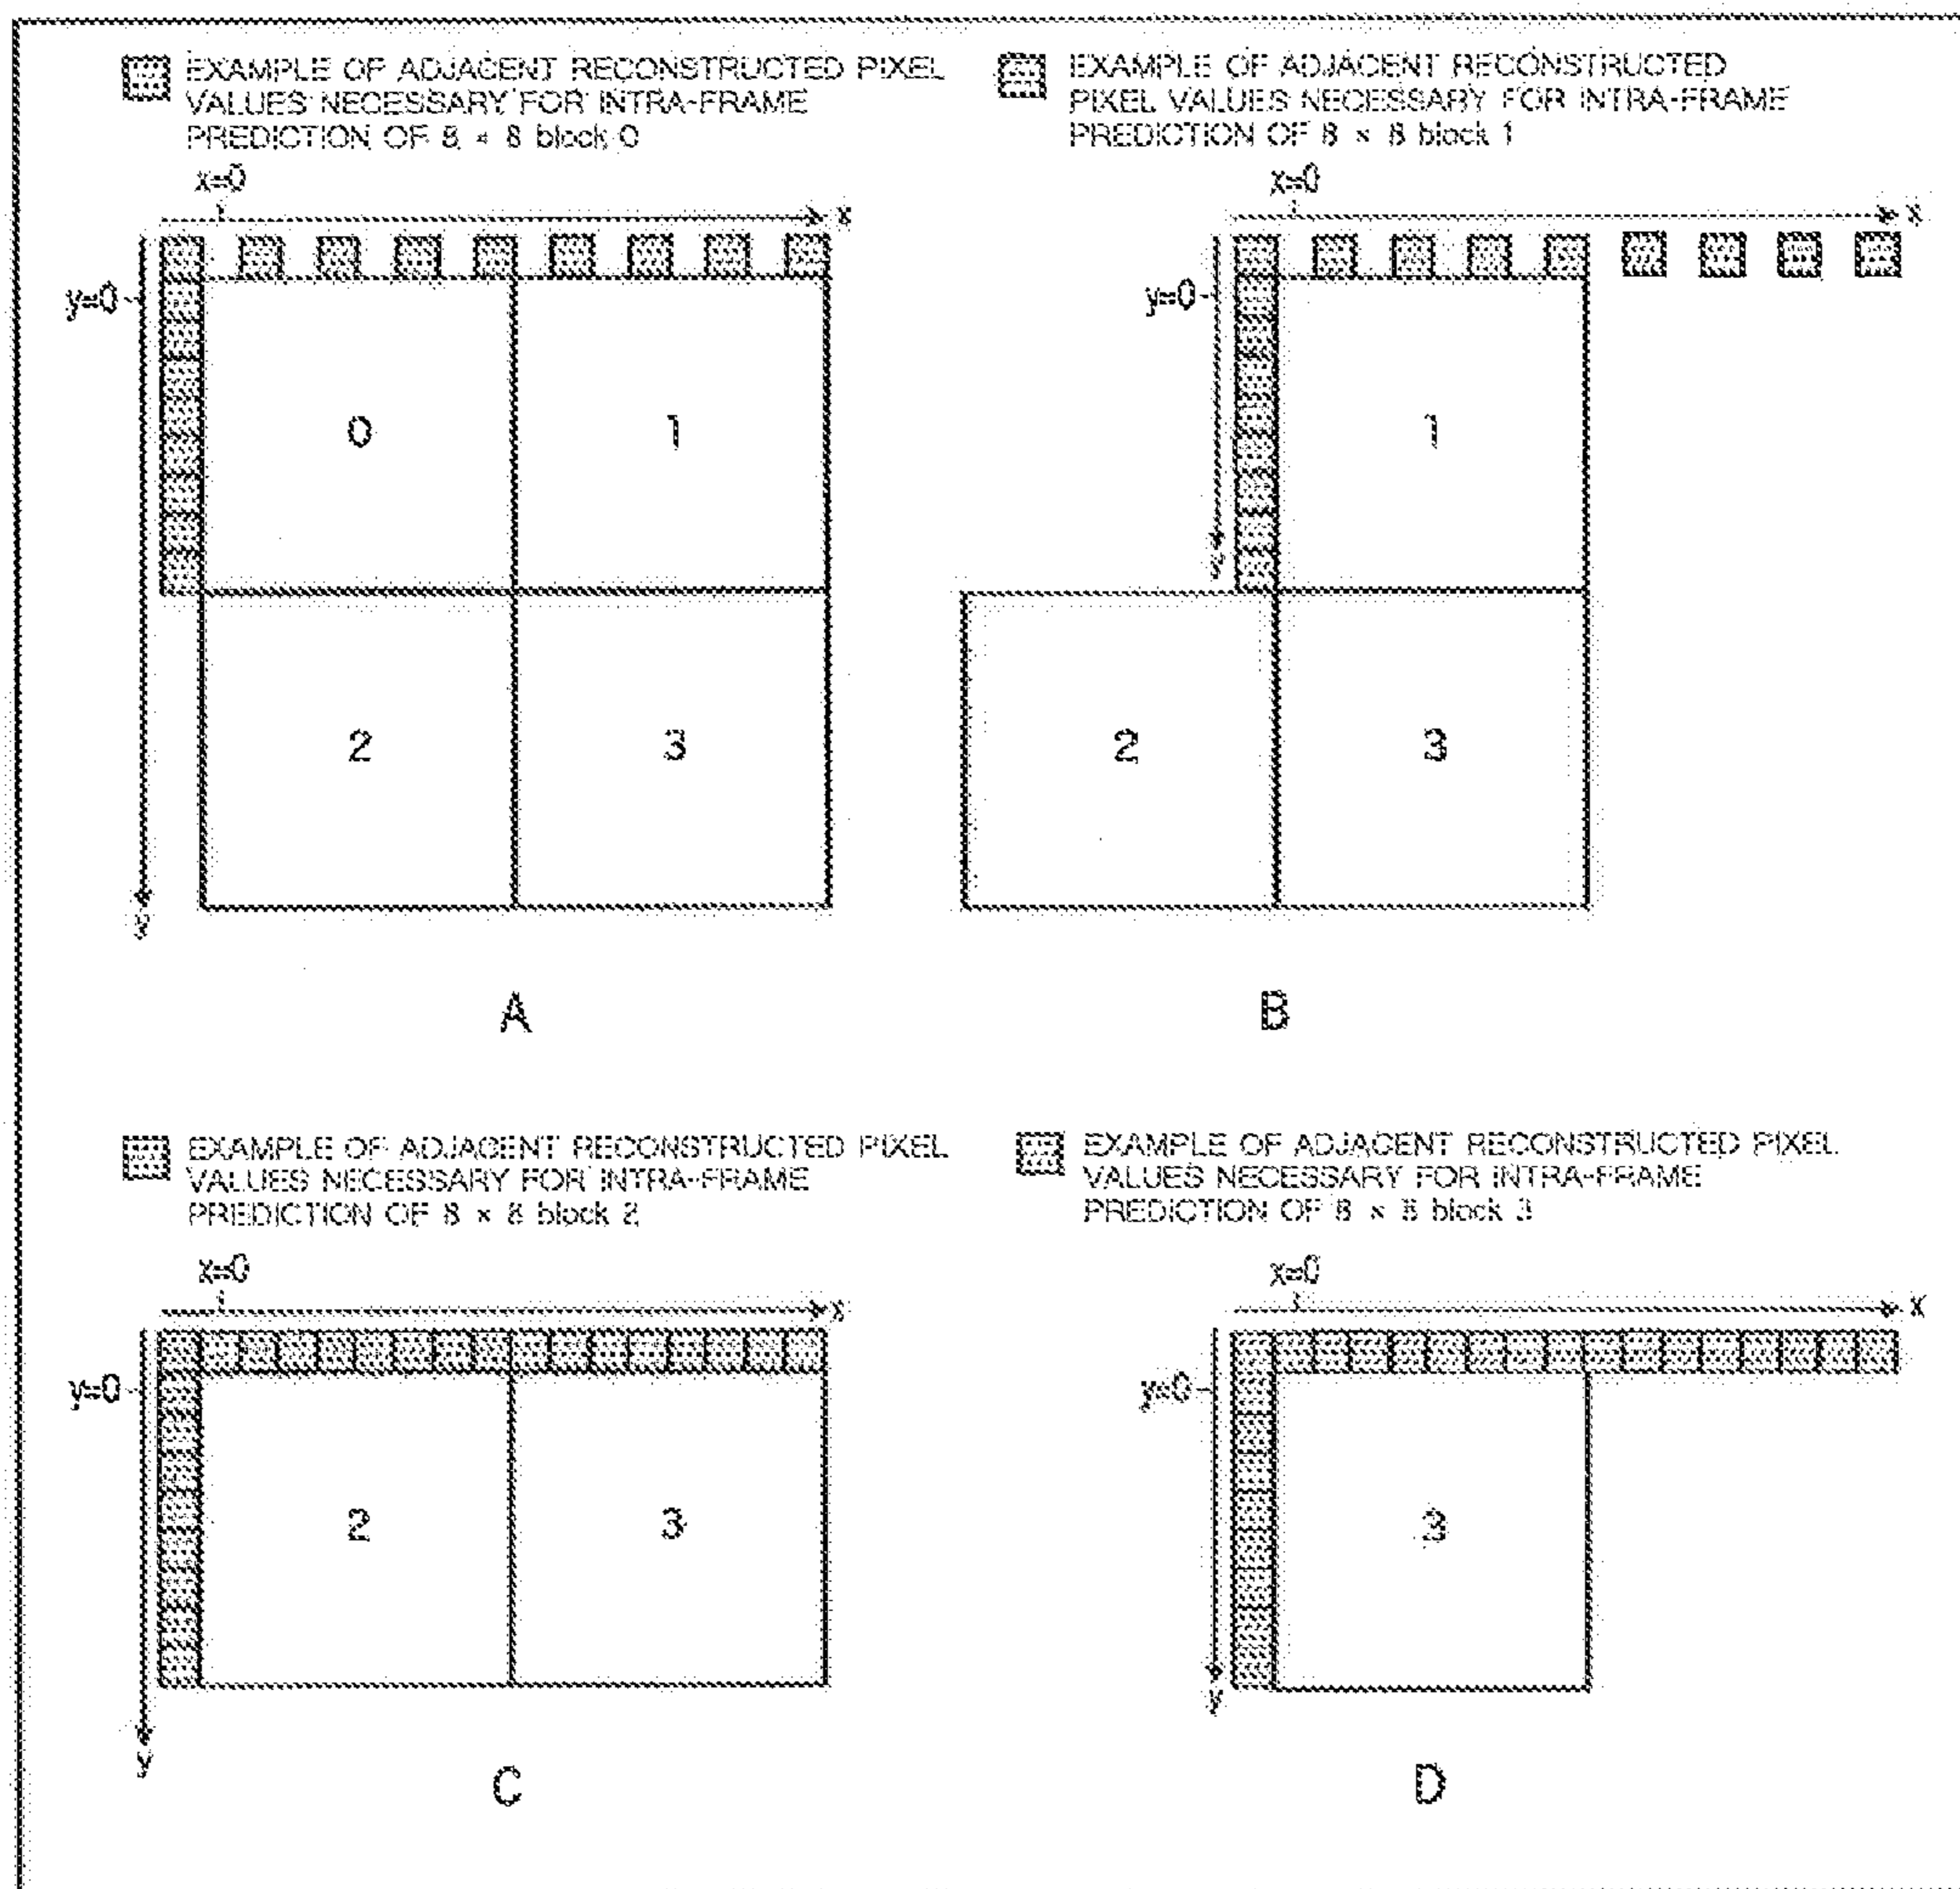 EXAMPLE OF ADJACENT RECONSTRUCTED PIXEL
VALUES NECESSARY FOR INTRA-FRAME
PREDICTION OF 8 × 8 block 0
x=0
x
y=0
0
1
2
3
y
A
EXAMPLE OF ADJACENT RECONSTRUCTED
PIXEL VALUES NECESSARY FOR INTRA-FRAME
PREDICTION OF 8 × 8 block 1
x=0
x
y=0
1
y
2
3
B
EXAMPLE OF ADJACENT RECONSTRUCTED PIXEL
VALUES NECESSARY FOR INTRA-FRAME
PREDICTION OF 8 × 8 block 2
x=0
x
y=0
2
3
y
C
EXAMPLE OF ADJACENT RECONSTRUCTED PIXEL
VALUES NECESSARY FOR INTRA-FRAME
PREDICTION OF 8 × 8 block 3
x=0
x
y=0
3
y
D